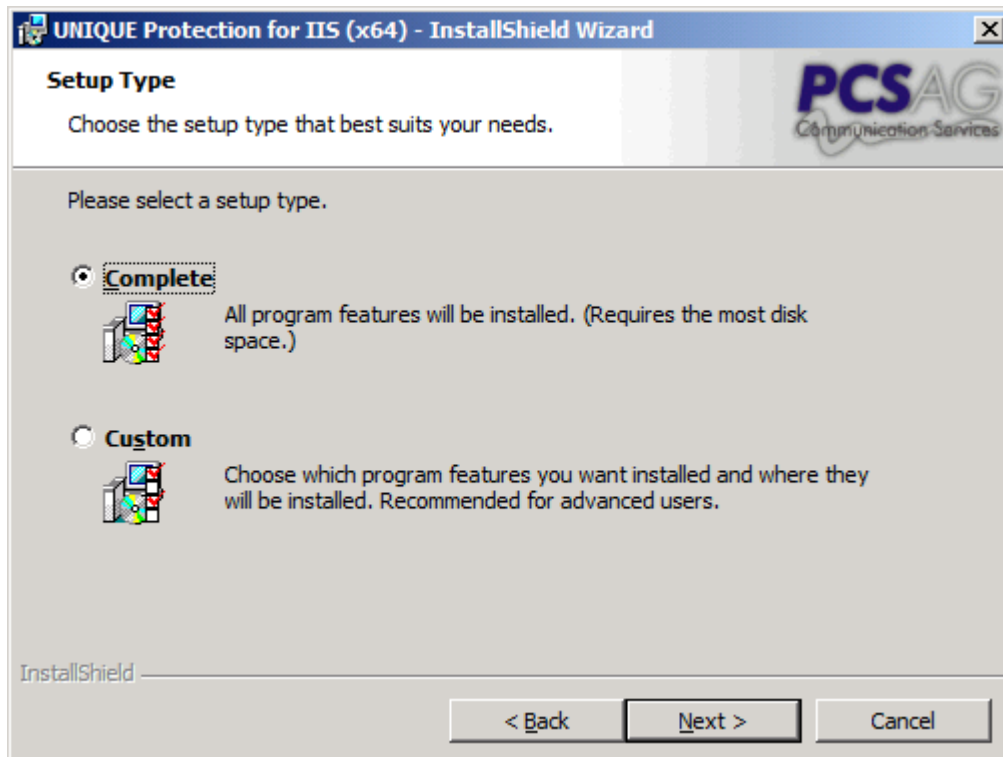 UNIQUE Protection for IIS (x64) - InstallShield Wizard
Setup Type
Choose the setup type that best suits your needs.
PCSAG
Communication Services
Please select a setup type.
Complete
All program features will be installed. (Requires the most disk
space.)
Custom
Choose which program features you want installed and where they
will be installed. Recommended for advanced users.
InstallShield
< Back
Next >
Cancel